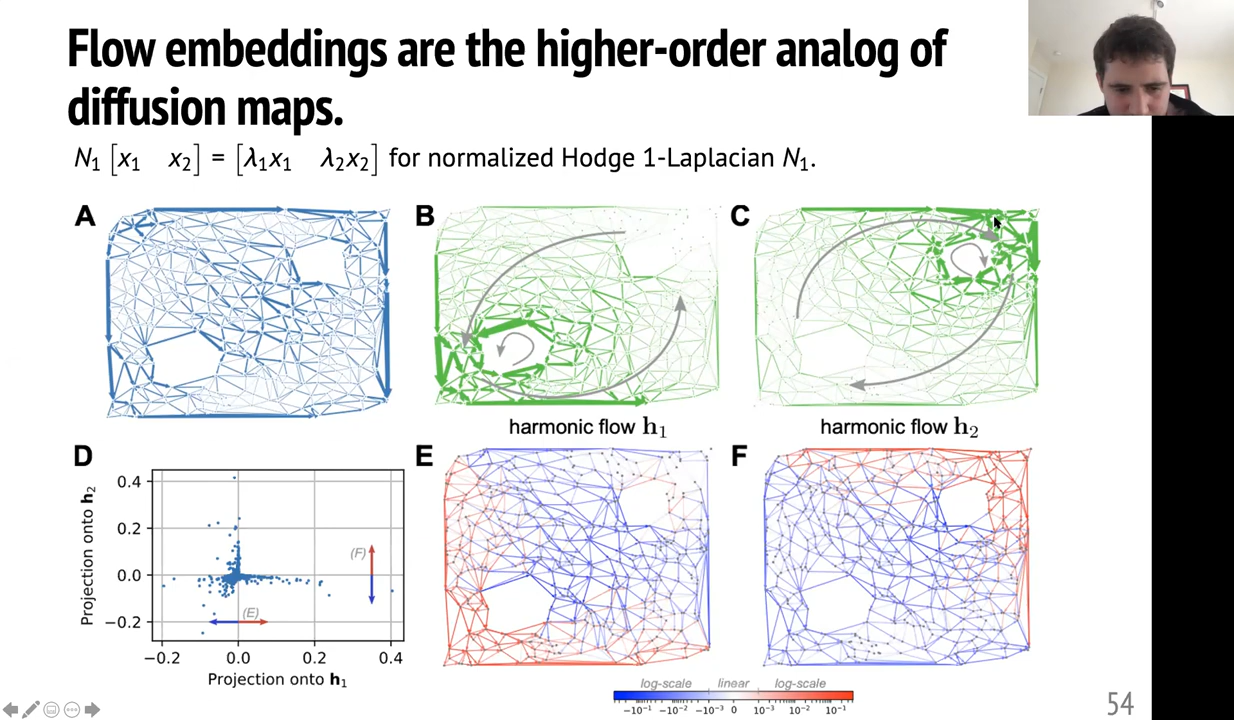 Flow embeddings are the higher-order analog of
diffusion maps.
N₁ [x₁ x₂] = [λ₁x₁ λ₂x₂] for normalized Hodge 1-Laplacian N₁.
A
B
C
harmonic flow h₁
harmonic flow h₂
D
E
F
Projection onto h₂
0.4
0.2
0.0
−0.2
(F)
(E)
−0.2 0.0 0.2 0.4
Projection onto h₁
log-scale linear log-scale
−10⁻¹ −10⁻² −10⁻³ 0 10⁻³ 10⁻² 10⁻¹
54